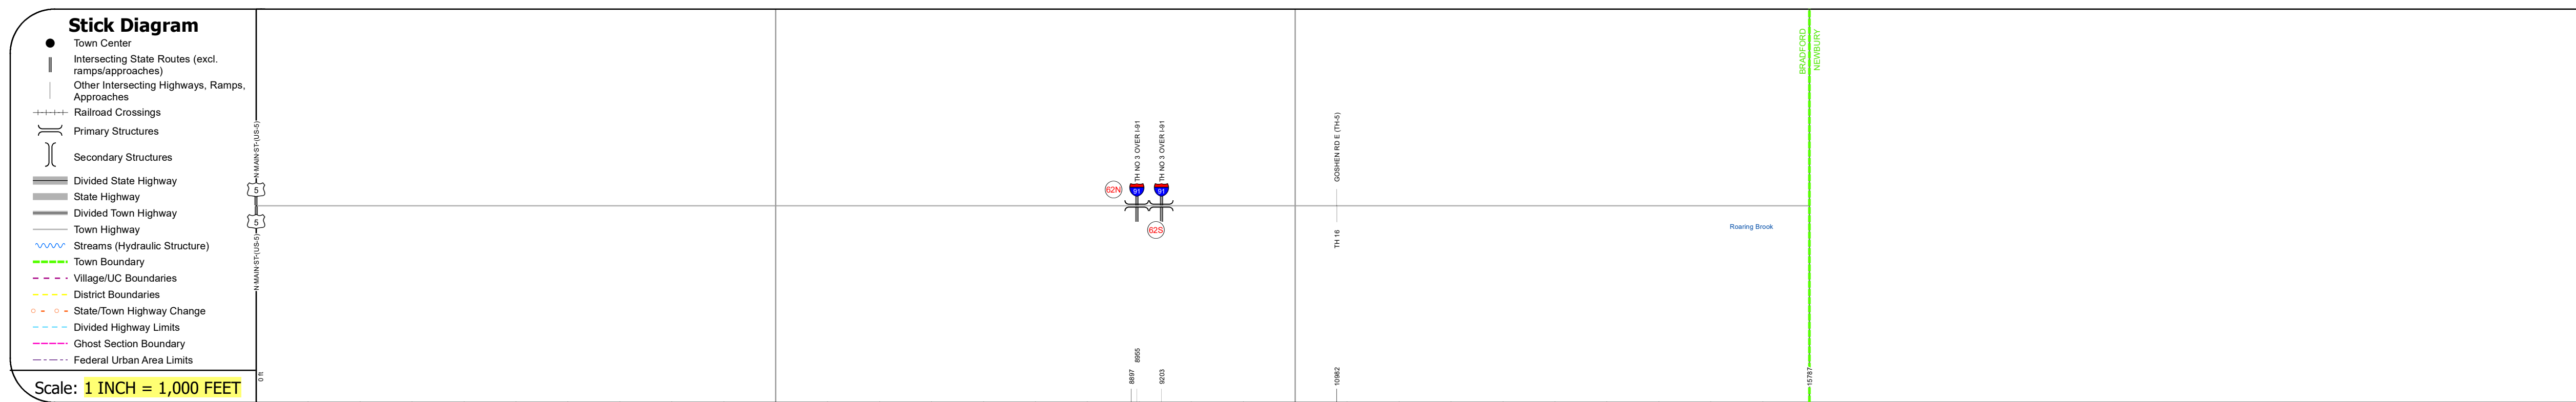 Stick Diagram
Town Center
Intersecting State Routes (excl.
ramps/approaches)
Other Intersecting Highways, Ramps,
Approaches
Railroad Crossings
Primary Structures
Secondary Structures
Divided State Highway
State Highway
Divided Town Highway
Town Highway
Streams (Hydraulic Structure)
Town Boundary
Village/UC Boundaries
District Boundaries
State/Town Highway Change
Divided Highway Limits
Ghost Section Boundary
Federal Urban Area Limits
Scale: 1 INCH = 1,000 FEET
N MAIN ST (US-5)
5
5
N MAIN ST (US-5)
0 ft
62N
TH NO 3 OVER I-91
91
TH NO 3 OVER I-91
91
62S
8897
8955
9203
GOSHEN RD E (TH-5)
TH 16
10982
Roaring Brook
BRADFORD
NEWBURY
15787